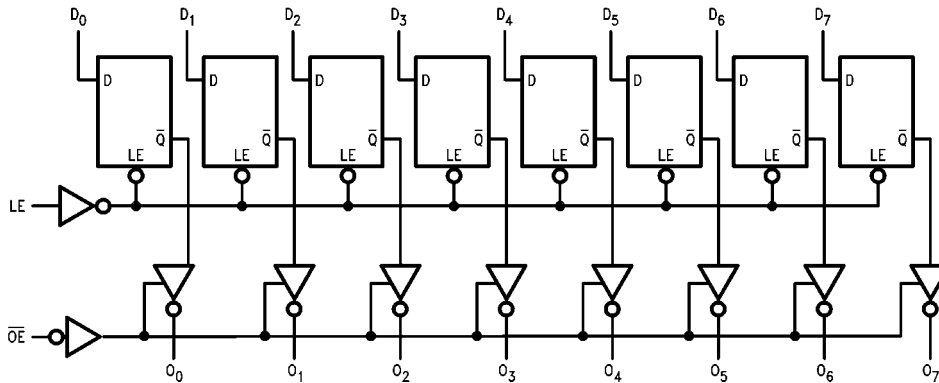 D₀ D₁ D₂ D₃ D₄ D₅ D₆ D₇
D D D D D D D D
Q̅ Q̅ Q̅ Q̅ Q̅ Q̅ Q̅ Q̅
LE LE LE LE LE LE LE LE
LE
O̅E̅
O₀ O₁ O₂ O₃ O₄ O₅ O₆ O₇